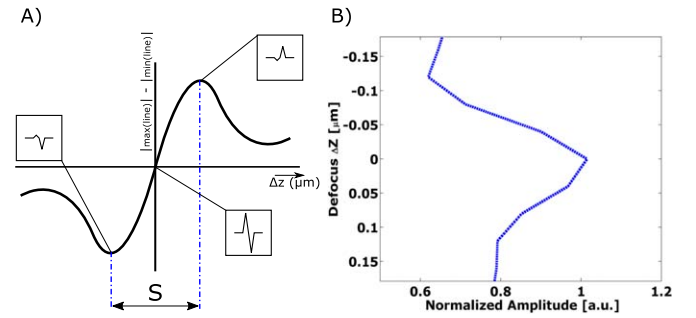 A)
|max(line)| - |min(line)|
Δz (µm)
S
B)
Defocus ΔZ [µm]
-0.15
-0.1
-0.05
0
0.05
0.1
0.15
0.6
0.8
1
1.2
Normalized Amplitude [a.u.]